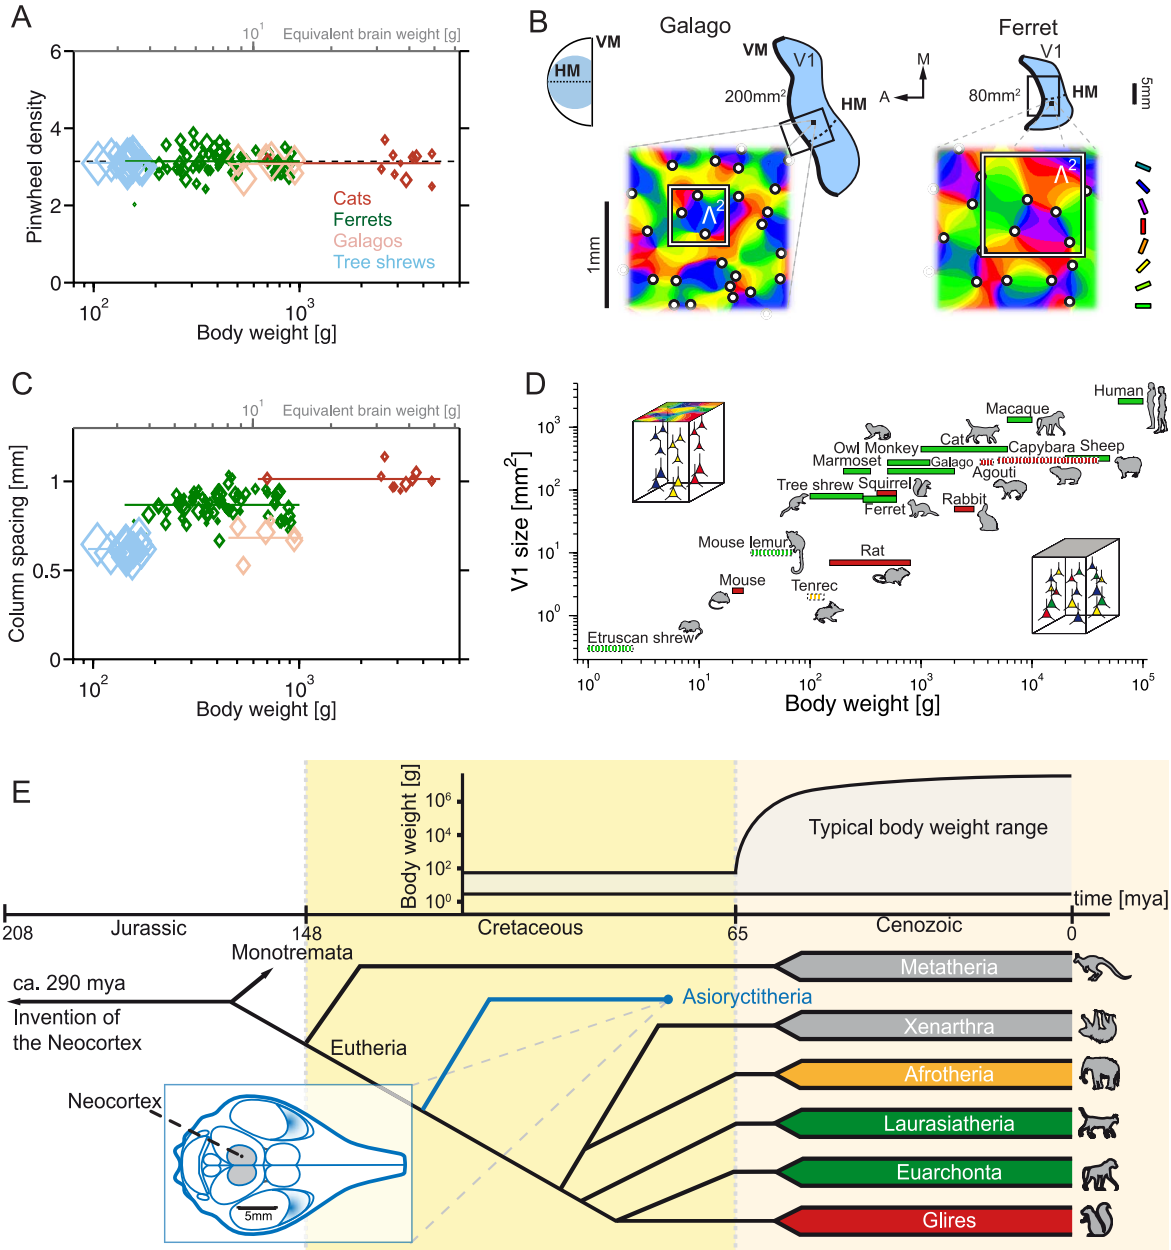 A
10¹ Equivalent brain weight [g]
6
4
2
0
Pinwheel density
Cats
Ferrets
Galagos
Tree shrews
10² 10³
Body weight [g]
B
Galago
Ferret
VM
HM
VM
V1
HM
200mm²
M
A
V1
80mm²
HM
5mm
Λ²
Λ²
1mm
C
10¹ Equivalent brain weight [g]
1
0.5
0
Column spacing [mm]
10² 10³
Body weight [g]
D
V1 size [mm²]
10³
10²
10¹
10⁰
Human
Macaque
Owl Monkey
Cat
Capybara
Sheep
Marmoset
Galago
Agouti
Tree shrew
Squirrel
Ferret
Rabbit
Mouse lemur
Rat
Mouse
Tenrec
Etruscan shrew
10⁰ 10¹ 10² 10³ 10⁴ 10⁵
Body weight [g]
E
Body weight [g]
10⁶
10⁴
10²
10⁰
Typical body weight range
time [mya]
Jurassic Cretaceous Cenozoic
208 148 65 0
Monotremata
Metatheria
ca. 290 mya
Invention of
the Neocortex
Asioryctitheria
Xenarthra
Eutheria
Afrotheria
Neocortex
Laurasiatheria
Euarchonta
5mm
Glires